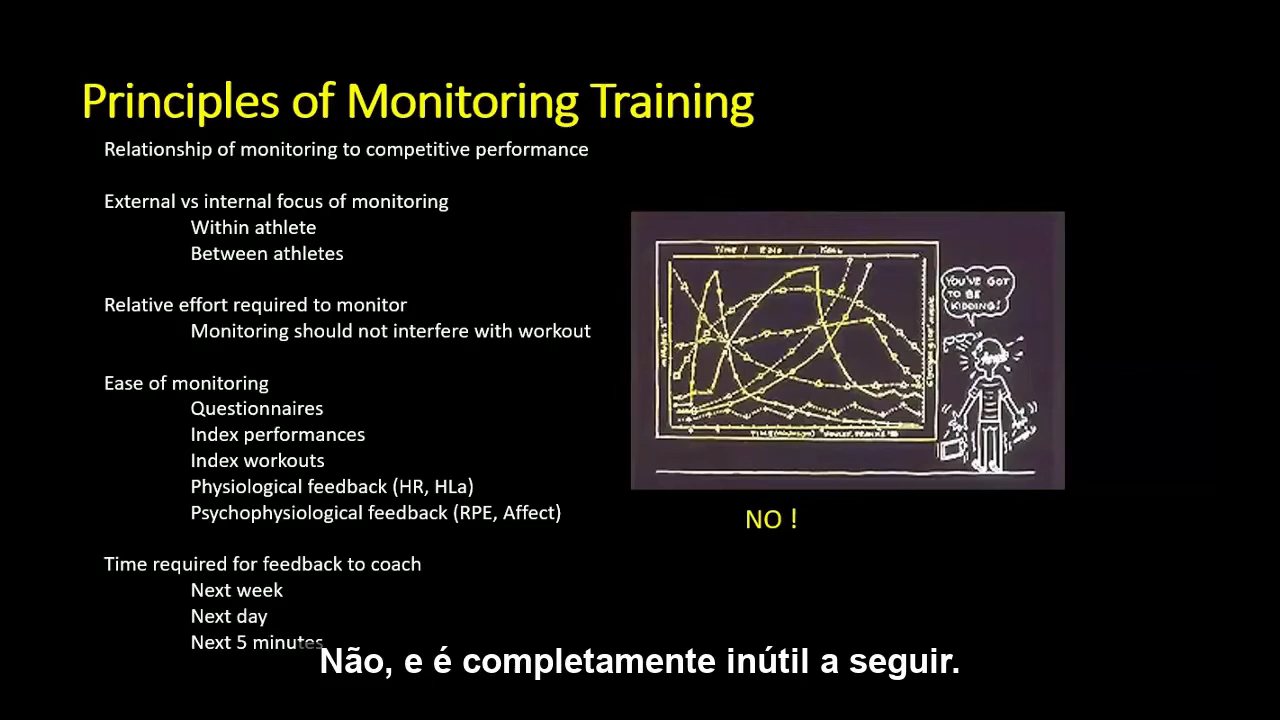 Principles of Monitoring Training
Relationship of monitoring to competitive performance
External vs internal focus of monitoring
Within athlete
Between athletes
Relative effort required to monitor
Monitoring should not interfere with workout
Ease of monitoring
Questionnaires
Index performances
Index workouts
Physiological feedback (HR, HLa)
Psychophysiological feedback (RPE, Affect)
Time required for feedback to coach
Next week
Next day
Next 5 minutes
YOU'VE GOT
TO BE
KIDDING!
NO !
Não, e é completamente inútil a seguir.